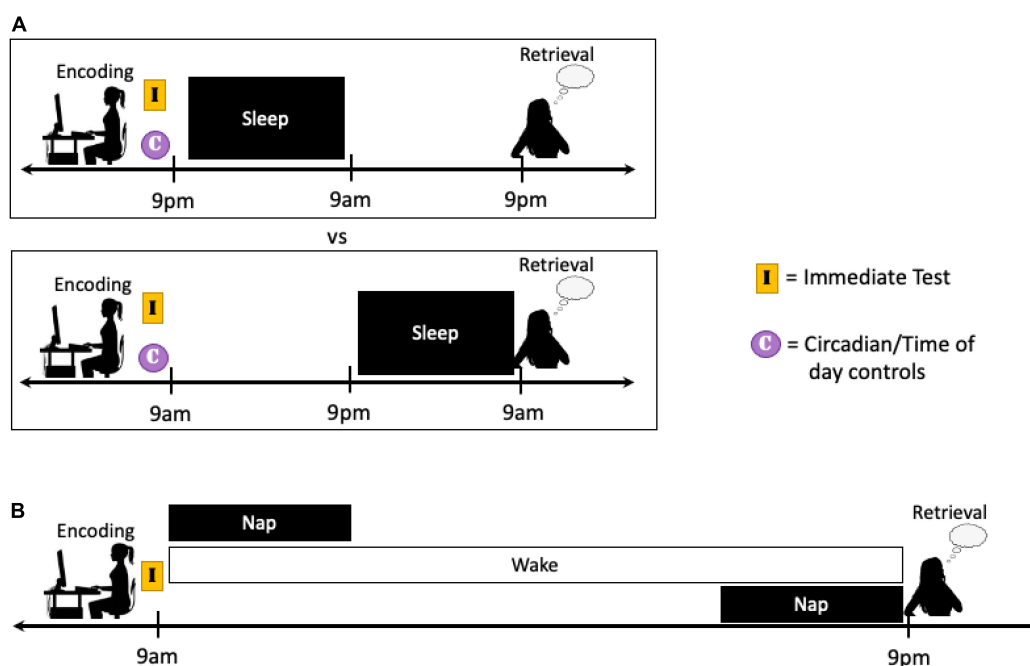 A
Encoding
Retrieval
I
Sleep
C
9pm
9am
9pm
vs
Encoding
Retrieval
I
Sleep
C
9am
9pm
9am
I = Immediate Test
C = Circadian/Time of
day controls
B
Encoding
Nap
Retrieval
Wake
I
Nap
9am
9pm